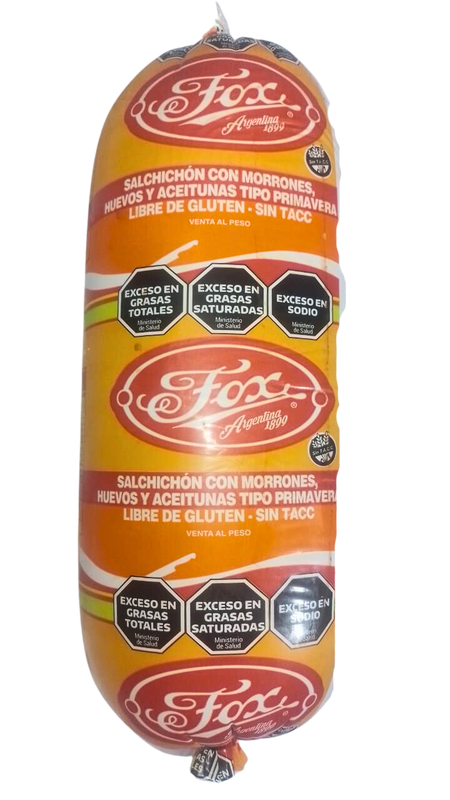 Fox
Argentina
1899
®
Sin T.A.C.C.
SALCHICHÓN CON MORRONES,
HUEVOS Y ACEITUNAS TIPO PRIMAVERA
LIBRE DE GLUTEN - SIN TACC
VENTA AL PESO
EXCESO EN
GRASAS
TOTALES
Ministerio
de Salud
EXCESO EN
GRASAS
SATURADAS
Ministerio
de Salud
EXCESO EN
SODIO
Ministerio
de Salud
Fox
Argentina
1899
®
Sin T.A.C.C.
SALCHICHÓN CON MORRONES,
HUEVOS Y ACEITUNAS TIPO PRIMAVERA
LIBRE DE GLUTEN - SIN TACC
VENTA AL PESO
EXCESO EN
GRASAS
TOTALES
Ministerio
de Salud
EXCESO EN
GRASAS
SATURADAS
Ministerio
de Salud
EXCESO EN
SODIO
Ministerio
de Salud
Fox
Argentina
1899